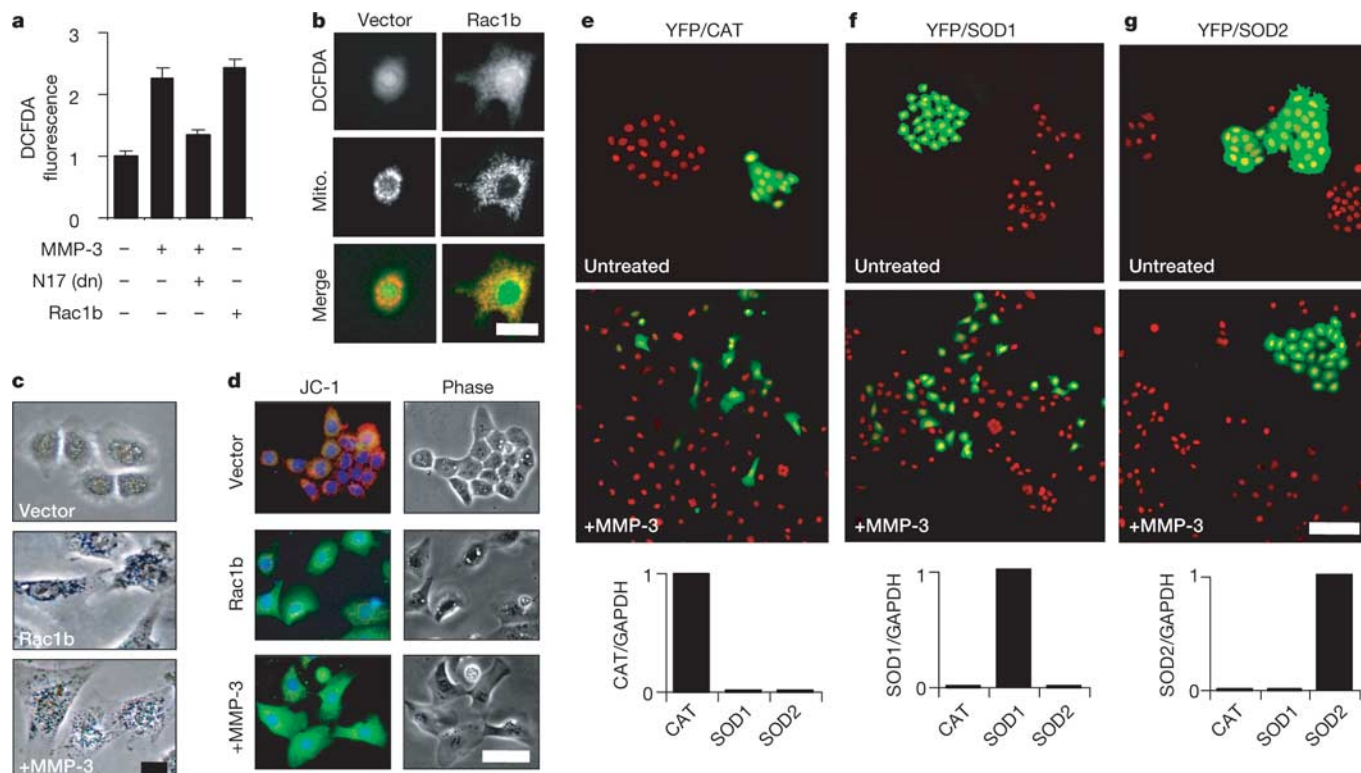 a
DCFDA
fluorescence
3
2
1
0
MMP-3 – + + –
N17 (dn) – – + –
Rac1b – – – +
b
Vector Rac1b
DCFDA
Mito.
Merge
c
Vector
Rac1b
+MMP-3
d
JC-1 Phase
Vector
Rac1b
+MMP-3
e
YFP/CAT
Untreated
+MMP-3
CAT/GAPDH
1
0
CAT SOD1 SOD2
f
YFP/SOD1
Untreated
+MMP-3
SOD1/GAPDH
1
0
CAT SOD1 SOD2
g
YFP/SOD2
Untreated
+MMP-3
SOD2/GAPDH
1
0
CAT SOD1 SOD2